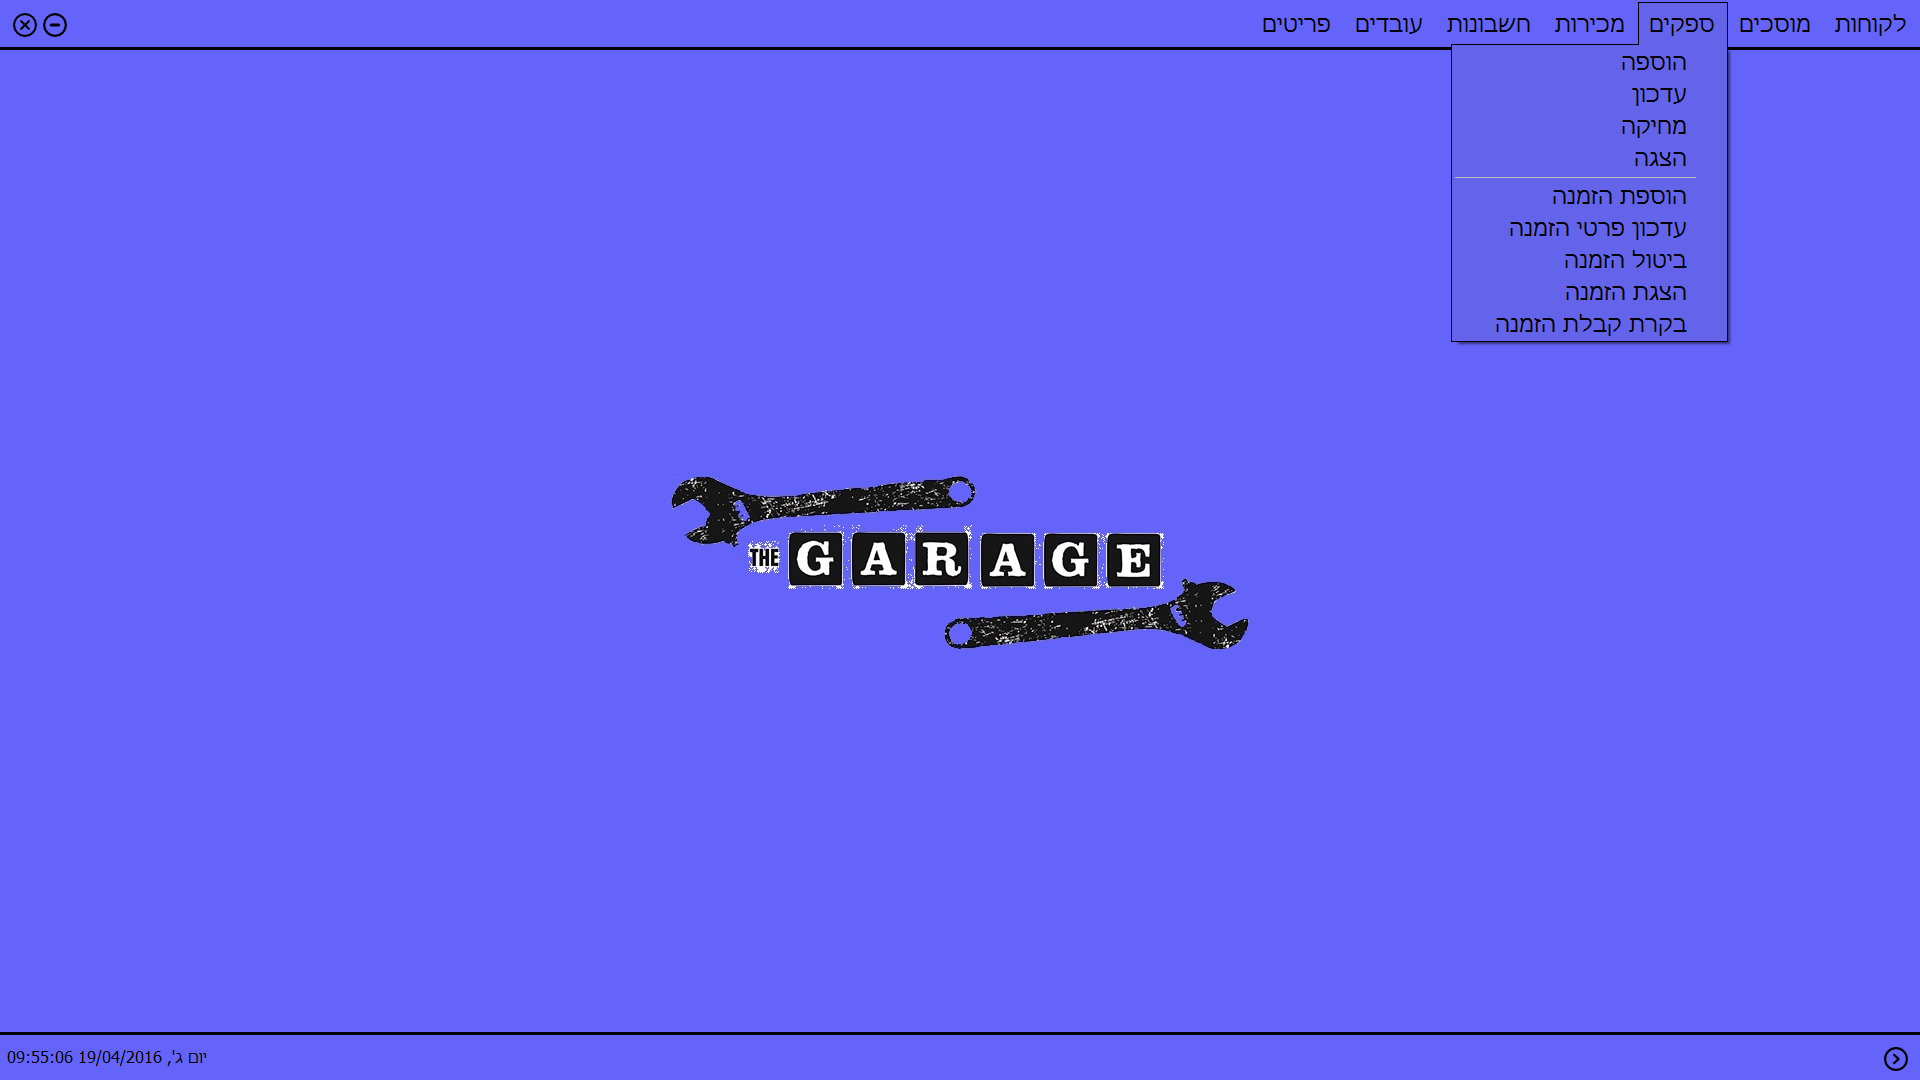 לקוחות מוסכים ספקים מכירות חשבונות עובדים פריטים
הוספה
עדכון
מחיקה
הצגה
הוספת הזמנה
עדכון פרטי הזמנה
ביטול הזמנה
הצגת הזמנה
בקרת קבלת הזמנה
THE GARAGE
יום ג', 19/04/2016 09:55:06